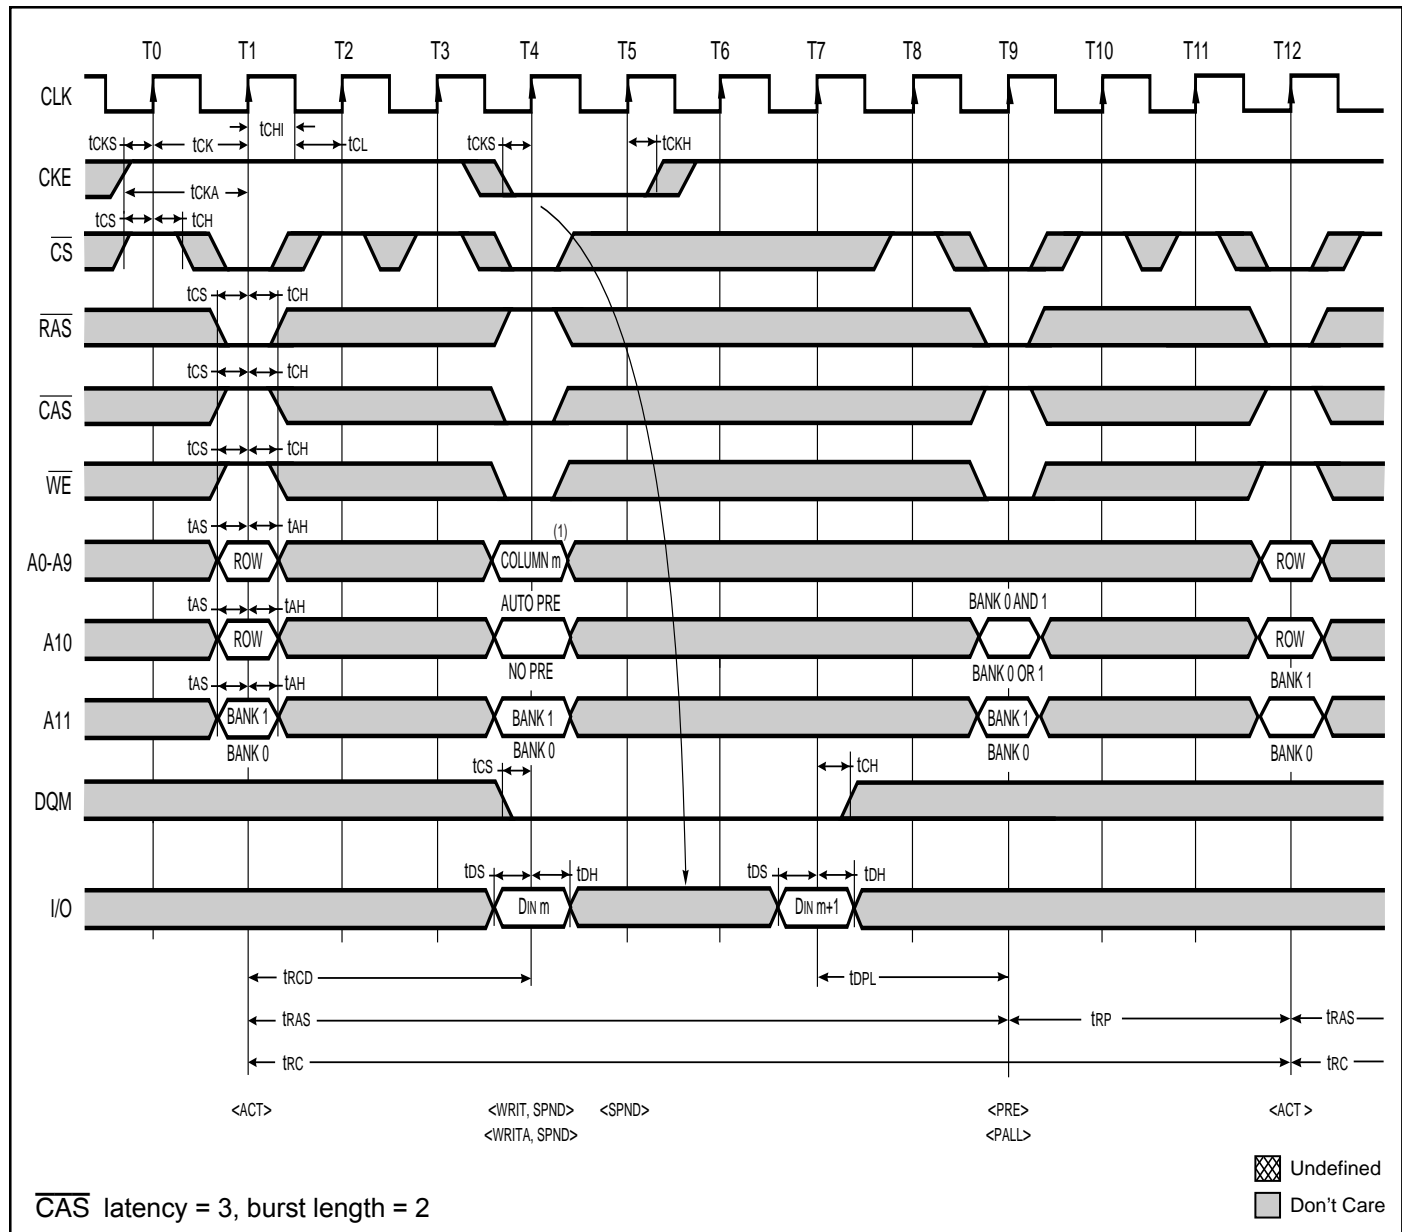 T0 T1 T2 T3 T4 T5 T6 T7 T8 T9 T10 T11 T12
CLK
tCHI
tCKS tCK tCL tCKS tCKH
CKE
tCKA
tCS tCH
CS
tCS tCH
RAS
tCS tCH
CAS
tCS tCH
WE
tAS tAH (1)
A0-A9 ROW COLUMN m ROW
tAS tAH AUTO PRE BANK 0 AND 1
A10 ROW ROW
NO PRE BANK 0 OR 1 BANK 1
tAS tAH
A11 BANK 1 BANK 1 BANK 1
BANK 0 BANK 0 BANK 0 BANK 0
tCS tCH
DQM
tDS tDH tDS tDH
I/O DIN m DIN m+1
tRCD tDPL
tRAS tRP tRAS
tRC tRC
<ACT> <WRIT, SPND> <SPND> <PRE> <ACT >
<WRITA, SPND> <PALL>
Undefined
CAS latency = 3, burst length = 2 Don't Care